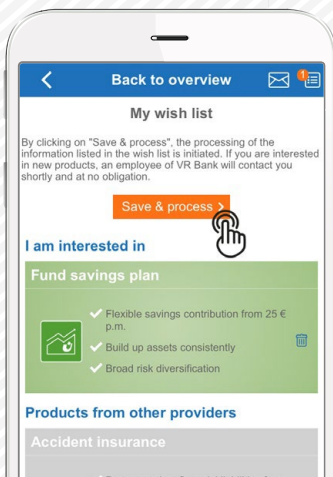 Back to overview
1
My wish list
By clicking on "Save & process", the processing of the
information listed in the wish list is initiated. If you are interested
in new products, an employee of VR Bank will contact you
shortly and at no obligation.
Save & process >
I am interested in
Fund savings plan
Flexible savings contribution from 25 €
p.m.
Build up assets consistently
Broad risk diversification
Products from other providers
Accident insurance